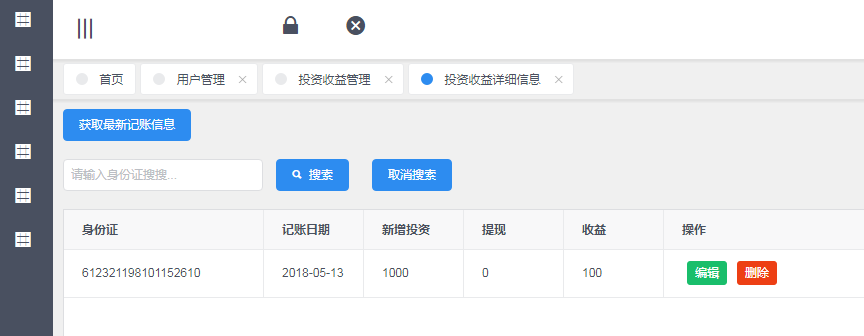 首页 用户管理 投资收益管理 投资收益详细信息
获取最新记账信息
请输入身份证搜搜... 搜索 取消搜索
身份证 记账日期 新增投资 提现 收益 操作
612321198101152610 2018-05-13 1000 0 100 编辑 删除